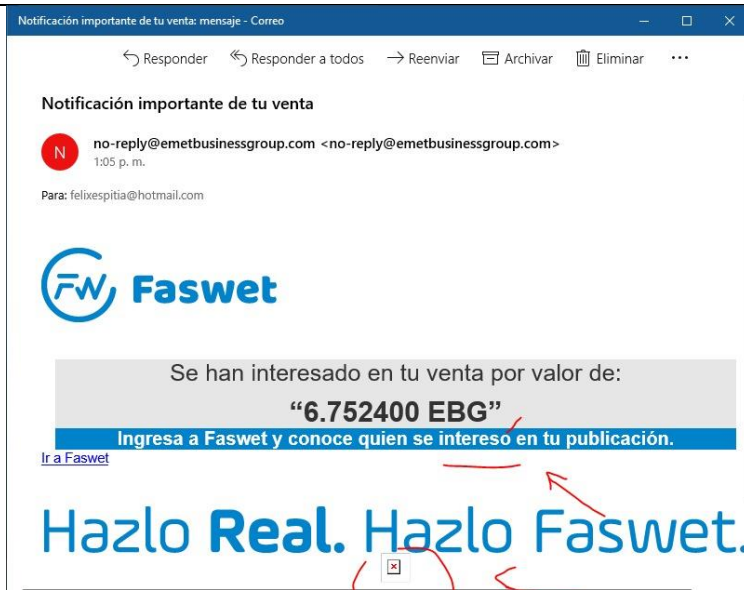 Notificación importante de tu venta: mensaje - Correo
Responder Responder a todos Reenviar Archivar Eliminar ...
Notificación importante de tu venta
N
no-reply@emetbusinessgroup.com <no-reply@emetbusinessgroup.com>
1:05 p. m.
Para: felixespitia@hotmail.com
FW Faswet
Se han interesado en tu venta por valor de:
“6.752400 EBG”
Ingresa a Faswet y conoce quien se intereso en tu publicación.
Ir a Faswet
Hazlo Real. Hazlo Faswet.